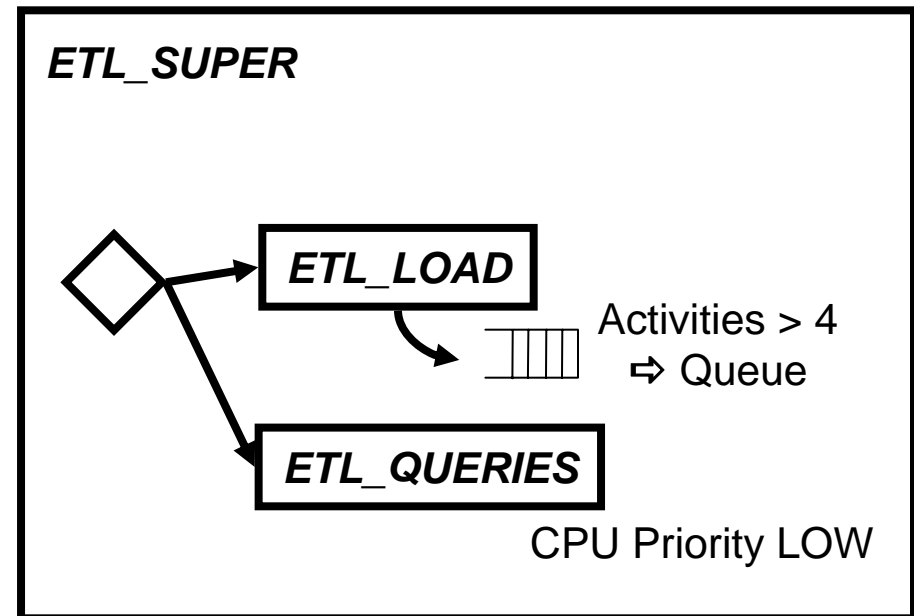 ETL_SUPER
ETL_LOAD
Activities > 4
⇨ Queue
ETL_QUERIES
CPU Priority LOW